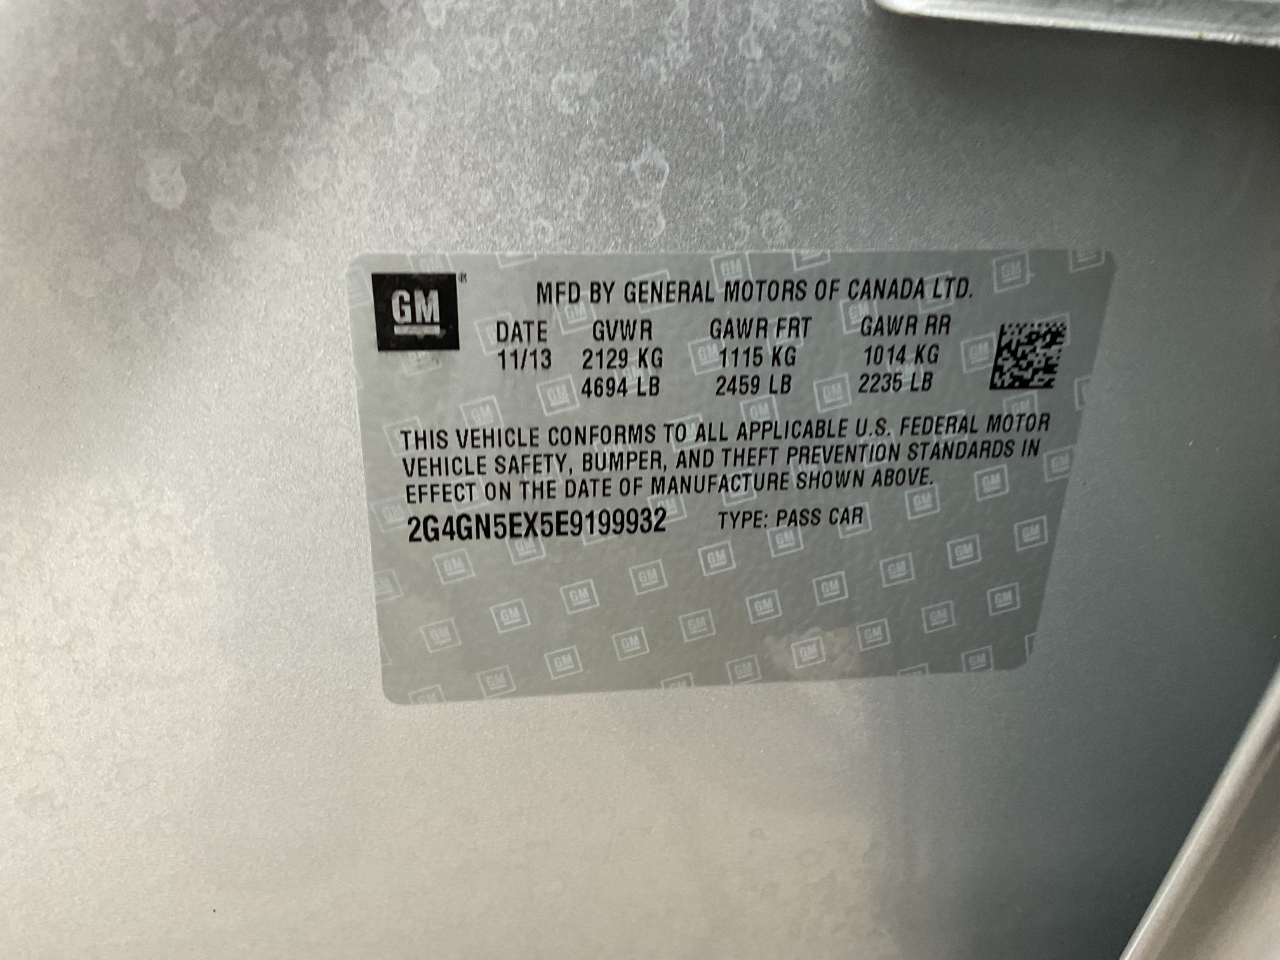 GM
MFD BY GENERAL MOTORS OF CANADA LTD.
DATE GVWR GAWR FRT GAWR RR
11/13 2129 KG 1115 KG 1014 KG
4694 LB 2459 LB 2235 LB
THIS VEHICLE CONFORMS TO ALL APPLICABLE U.S. FEDERAL MOTOR
VEHICLE SAFETY, BUMPER, AND THEFT PREVENTION STANDARDS IN
EFFECT ON THE DATE OF MANUFACTURE SHOWN ABOVE.
2G4GN5EX5E9199932 TYPE: PASS CAR